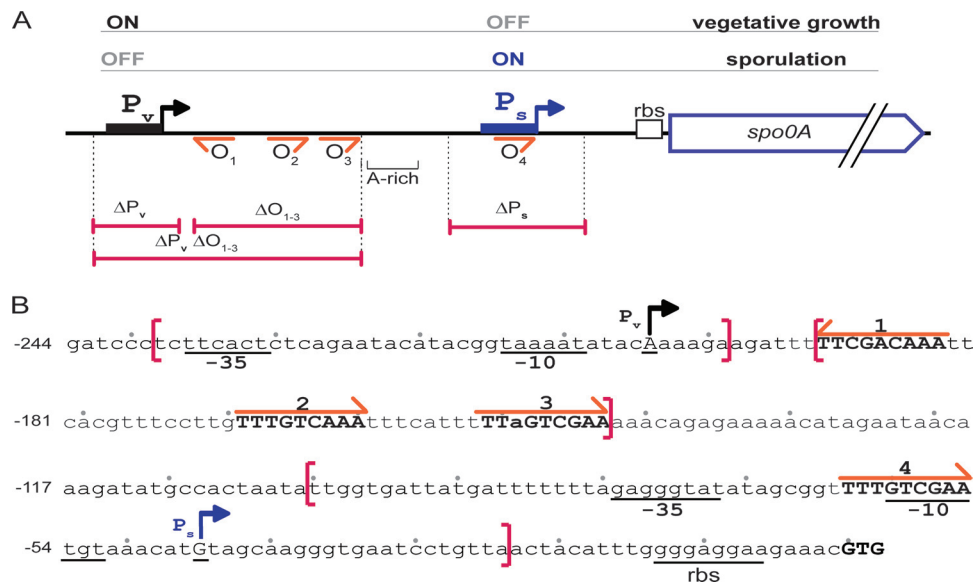 A
ON OFF vegetative growth
OFF ON sporulation
Pv Ps rbs spo0A
O1 O2 O3 O4
A-rich
ΔPv ΔO1-3 ΔPs
ΔPv ΔO1-3
B
Pv 1
-244 gatccctcttcactctcagaatacatacggtaaaatatacAaaagaagatttTTCGACAAAtt
-35 -10
2 3
-181 cacgtttccttgTTTGTCAAAtttcatttTTaGTCGAAaaacagagaaaaacatagaataaca
4
-117 aagatatgccactaatattggtgattatgatttttttagagggtatatagcggtTTTGTCGAA
-35 -10
Ps
-54 tgtaaacatGtagcaagggtgaatcctgttaactacatttggggaggaagaaacGTG
rbs